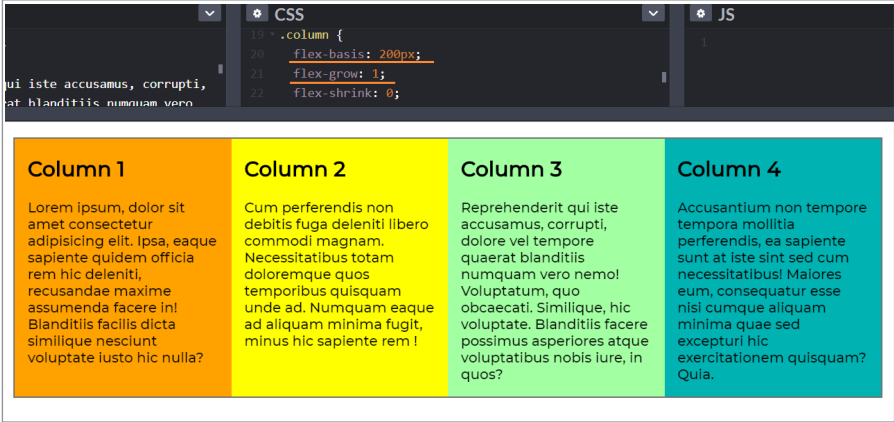 CSS
JS
19 .column {
20 flex-basis: 200px;
21 flex-grow: 1;
22 flex-shrink: 0;
1
qui iste accusamus, corrupti,
rat blanditiis numquam vero
Column 1
Lorem ipsum, dolor sit
amet consectetur
adipisicing elit. Ipsa, eaque
sapiente quidem officia
rem hic deleniti,
recusandae maxime
assumenda facere in!
Blanditiis facilis dicta
similique nesciunt
voluptate iusto hic nulla?
Column 2
Cum perferendis non
debitis fuga deleniti libero
commodi magnam.
Necessitatibus totam
doloremque quos
temporibus quisquam
unde ad. Numquam eaque
ad aliquam minima fugit,
minus hic sapiente rem !
Column 3
Reprehenderit qui iste
accusamus, corrupti,
dolore vel tempore
quaerat blanditiis
numquam vero nemo!
Voluptatum, quo
obcaecati. Similique, hic
voluptate. Blanditiis facere
possimus asperiores atque
voluptatibus nobis iure, in
quos?
Column 4
Accusantium non tempore
tempora mollitia
perferendis, ea sapiente
sunt at iste sint sed cum
necessitatibus! Maiores
eum, consequatur esse
nisi cumque aliquam
minima quae sed
excepturi hic
exercitationem quisquam?
Quia.